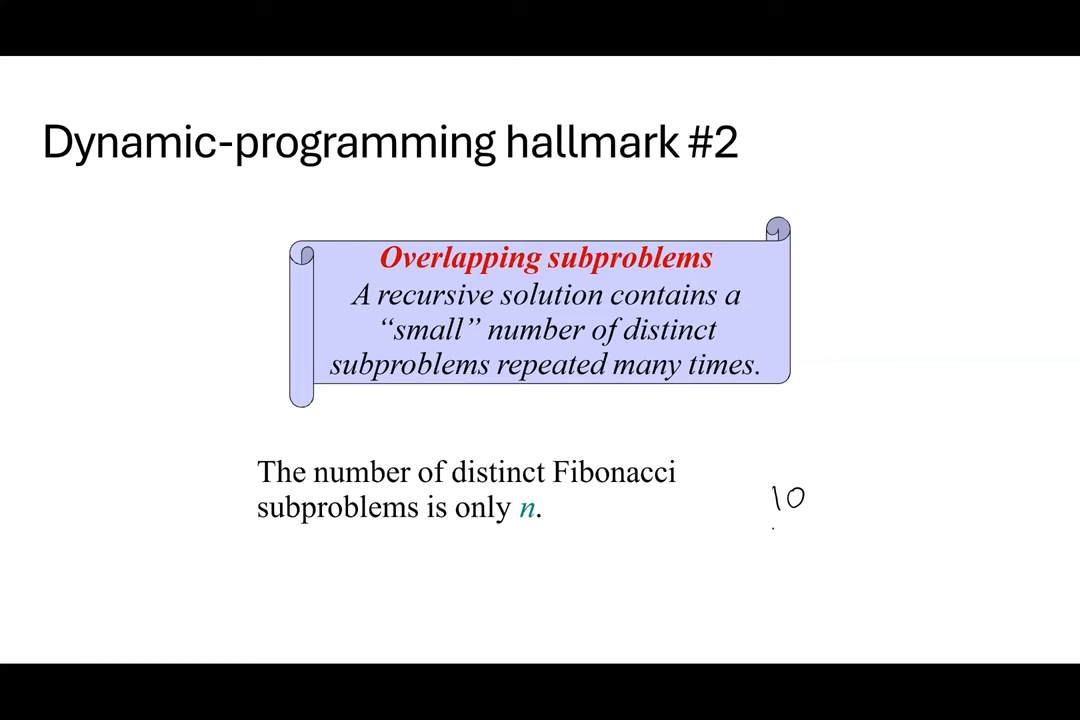 Dynamic-programming hallmark #2
Overlapping subproblems
A recursive solution contains a
“small” number of distinct
subproblems repeated many times.
The number of distinct Fibonacci
subproblems is only n.
10